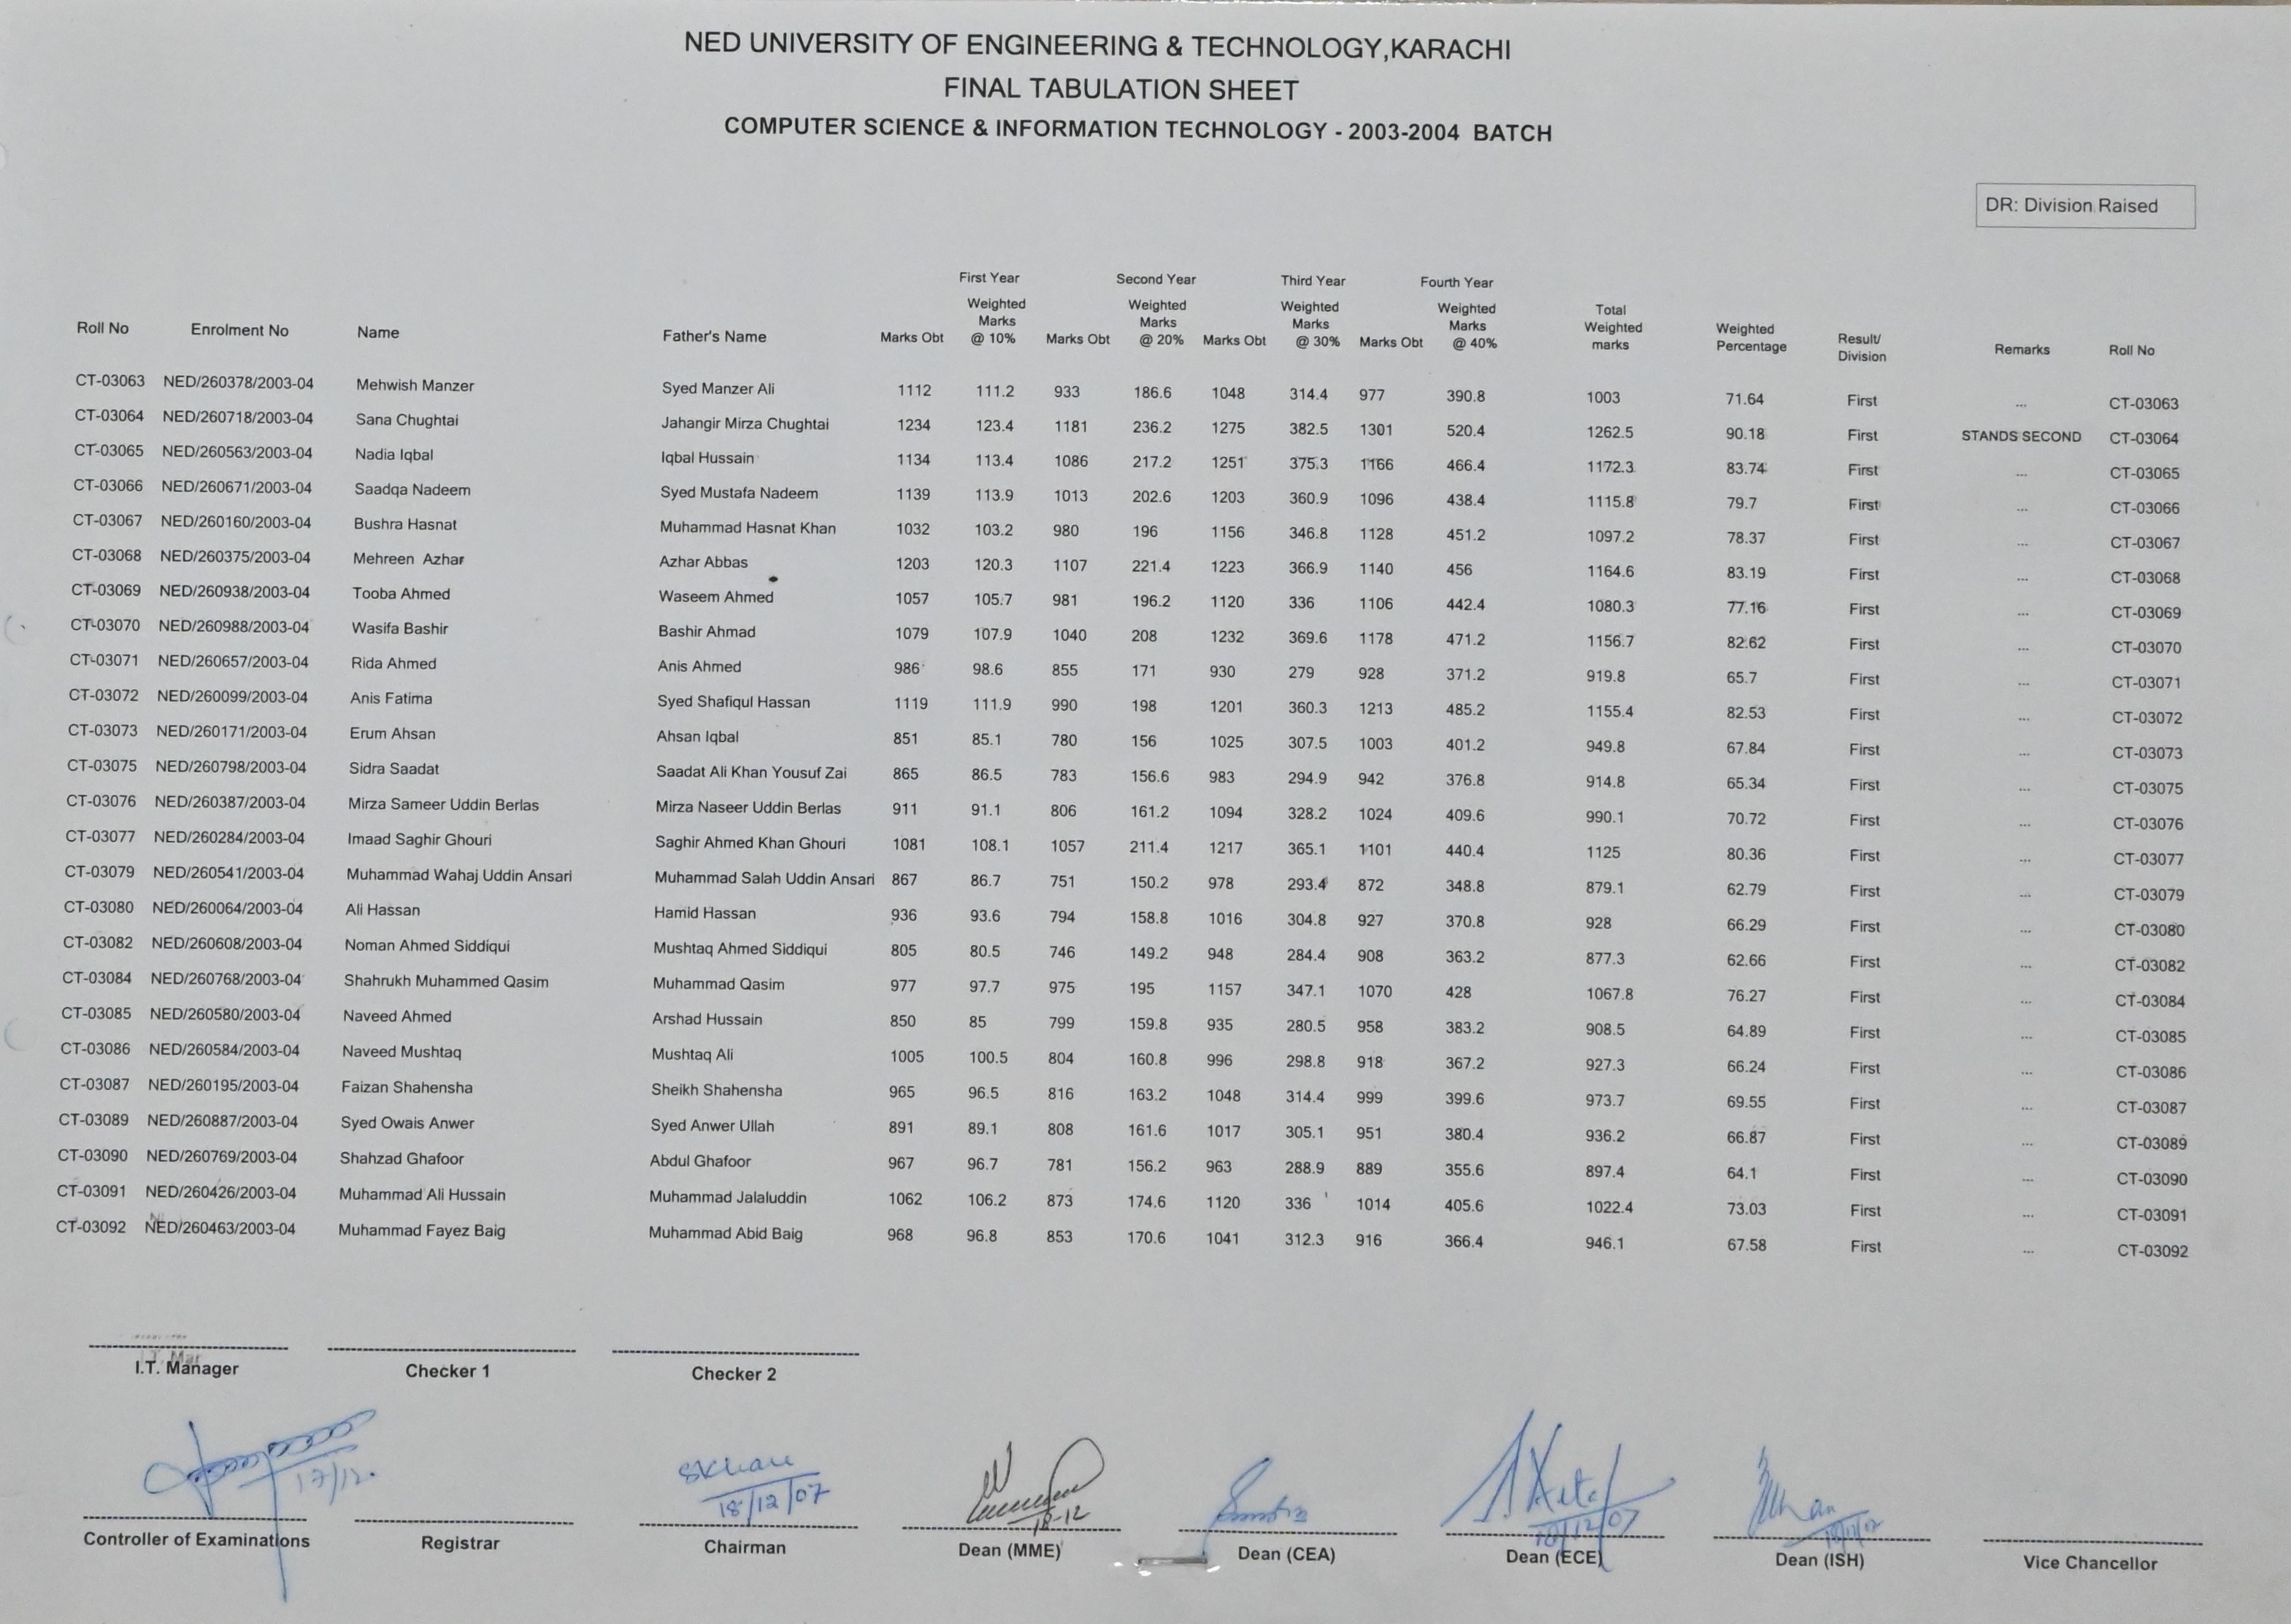 NED UNIVERSITY OF ENGINEERING & TECHNOLOGY,KARACHI
FINAL TABULATION SHEET
COMPUTER SCIENCE & INFORMATION TECHNOLOGY - 2003-2004 BATCH
DR: Division Raised
First Year Second Year Third Year Fourth Year
Roll No Enrolment No Name Father's Name Marks Obt Weighted Marks @ 10% Marks Obt Weighted Marks @ 20% Marks Obt Weighted Marks @ 30% Marks Obt Weighted Marks @ 40% Total Weighted marks Weighted Percentage Result/ Division Remarks Roll No
CT-03063 NED/260378/2003-04 Mehwish Manzer Syed Manzer Ali 1112 111.2 933 186.6 1048 314.4 977 390.8 1003 71.64 First ... CT-03063
CT-03064 NED/260718/2003-04 Sana Chughtai Jahangir Mirza Chughtai 1234 123.4 1181 236.2 1275 382.5 1301 520.4 1262.5 90.18 First STANDS SECOND CT-03064
CT-03065 NED/260563/2003-04 Nadia Iqbal Iqbal Hussain 1134 113.4 1086 217.2 1251 375.3 1166 466.4 1172.3 83.74 First ... CT-03065
CT-03066 NED/260671/2003-04 Saadqa Nadeem Syed Mustafa Nadeem 1139 113.9 1013 202.6 1203 360.9 1096 438.4 1115.8 79.7 First ... CT-03066
CT-03067 NED/260160/2003-04 Bushra Hasnat Muhammad Hasnat Khan 1032 103.2 980 196 1156 346.8 1128 451.2 1097.2 78.37 First ... CT-03067
CT-03068 NED/260375/2003-04 Mehreen Azhar Azhar Abbas 1203 120.3 1107 221.4 1223 366.9 1140 456 1164.6 83.19 First ... CT-03068
CT-03069 NED/260938/2003-04 Tooba Ahmed Waseem Ahmed 1057 105.7 981 196.2 1120 336 1106 442.4 1080.3 77.16 First ... CT-03069
CT-03070 NED/260988/2003-04 Wasifa Bashir Bashir Ahmad 1079 107.9 1040 208 1232 369.6 1178 471.2 1156.7 82.62 First ... CT-03070
CT-03071 NED/260657/2003-04 Rida Ahmed Anis Ahmed 986 98.6 855 171 930 279 928 371.2 919.8 65.7 First ... CT-03071
CT-03072 NED/260099/2003-04 Anis Fatima Syed Shafiqul Hassan 1119 111.9 990 198 1201 360.3 1213 485.2 1155.4 82.53 First ... CT-03072
CT-03073 NED/260171/2003-04 Erum Ahsan Ahsan Iqbal 851 85.1 780 156 1025 307.5 1003 401.2 949.8 67.84 First ... CT-03073
CT-03075 NED/260798/2003-04 Sidra Saadat Saadat Ali Khan Yousuf Zai 865 86.5 783 156.6 983 294.9 942 376.8 914.8 65.34 First ... CT-03075
CT-03076 NED/260387/2003-04 Mirza Sameer Uddin Berlas Mirza Naseer Uddin Berlas 911 91.1 806 161.2 1094 328.2 1024 409.6 990.1 70.72 First ... CT-03076
CT-03077 NED/260284/2003-04 Imaad Saghir Ghouri Saghir Ahmed Khan Ghouri 1081 108.1 1057 211.4 1217 365.1 1101 440.4 1125 80.36 First ... CT-03077
CT-03079 NED/260541/2003-04 Muhammad Wahaj Uddin Ansari Muhammad Salah Uddin Ansari 867 86.7 751 150.2 978 293.4 872 348.8 879.1 62.79 First ... CT-03079
CT-03080 NED/260064/2003-04 Ali Hassan Hamid Hassan 936 93.6 794 158.8 1016 304.8 927 370.8 928 66.29 First ... CT-03080
CT-03082 NED/260608/2003-04 Noman Ahmed Siddiqui Mushtaq Ahmed Siddiqui 805 80.5 746 149.2 948 284.4 908 363.2 877.3 62.66 First ... CT-03082
CT-03084 NED/260768/2003-04 Shahrukh Muhammed Qasim Muhammad Qasim 977 97.7 975 195 1157 347.1 1070 428 1067.8 76.27 First ... CT-03084
CT-03085 NED/260580/2003-04 Naveed Ahmed Arshad Hussain 850 85 799 159.8 935 280.5 958 383.2 908.5 64.89 First ... CT-03085
CT-03086 NED/260584/2003-04 Naveed Mushtaq Mushtaq Ali 1005 100.5 804 160.8 996 298.8 918 367.2 927.3 66.24 First ... CT-03086
CT-03087 NED/260195/2003-04 Faizan Shahensha Sheikh Shahensha 965 96.5 816 163.2 1048 314.4 999 399.6 973.7 69.55 First ... CT-03087
CT-03089 NED/260887/2003-04 Syed Owais Anwer Syed Anwer Ullah 891 89.1 808 161.6 1017 305.1 951 380.4 936.2 66.87 First ... CT-03089
CT-03090 NED/260769/2003-04 Shahzad Ghafoor Abdul Ghafoor 967 96.7 781 156.2 963 288.9 889 355.6 897.4 64.1 First ... CT-03090
CT-03091 NED/260426/2003-04 Muhammad Ali Hussain Muhammad Jalaluddin 1062 106.2 873 174.6 1120 336 1014 405.6 1022.4 73.03 First ... CT-03091
CT-03092 NED/260463/2003-04 Muhammad Fayez Baig Muhammad Abid Baig 968 96.8 853 170.6 1041 312.3 916 366.4 946.1 67.58 First ... CT-03092
I.T. Manager Checker 1 Checker 2
17/12. SKhan 18/12/07 18-12 18/12/07
Controller of Examinations Registrar Chairman Dean (MME) Dean (CEA) Dean (ECE) Dean (ISH) Vice Chancellor